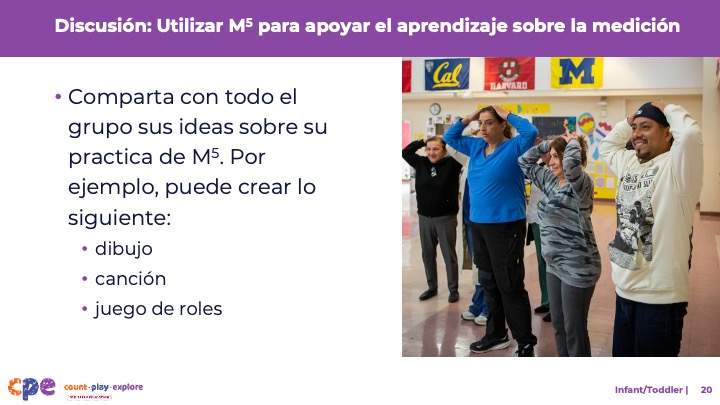 Discusión: Utilizar M⁵ para apoyar el aprendizaje sobre la medición
• Comparta con todo el
grupo sus ideas sobre su
practica de M⁵. Por
ejemplo, puede crear lo
siguiente:
• dibujo
• canción
• juego de roles
Cal
HARVARD
M
cpe
count·play·explore
Infant/Toddler | 20